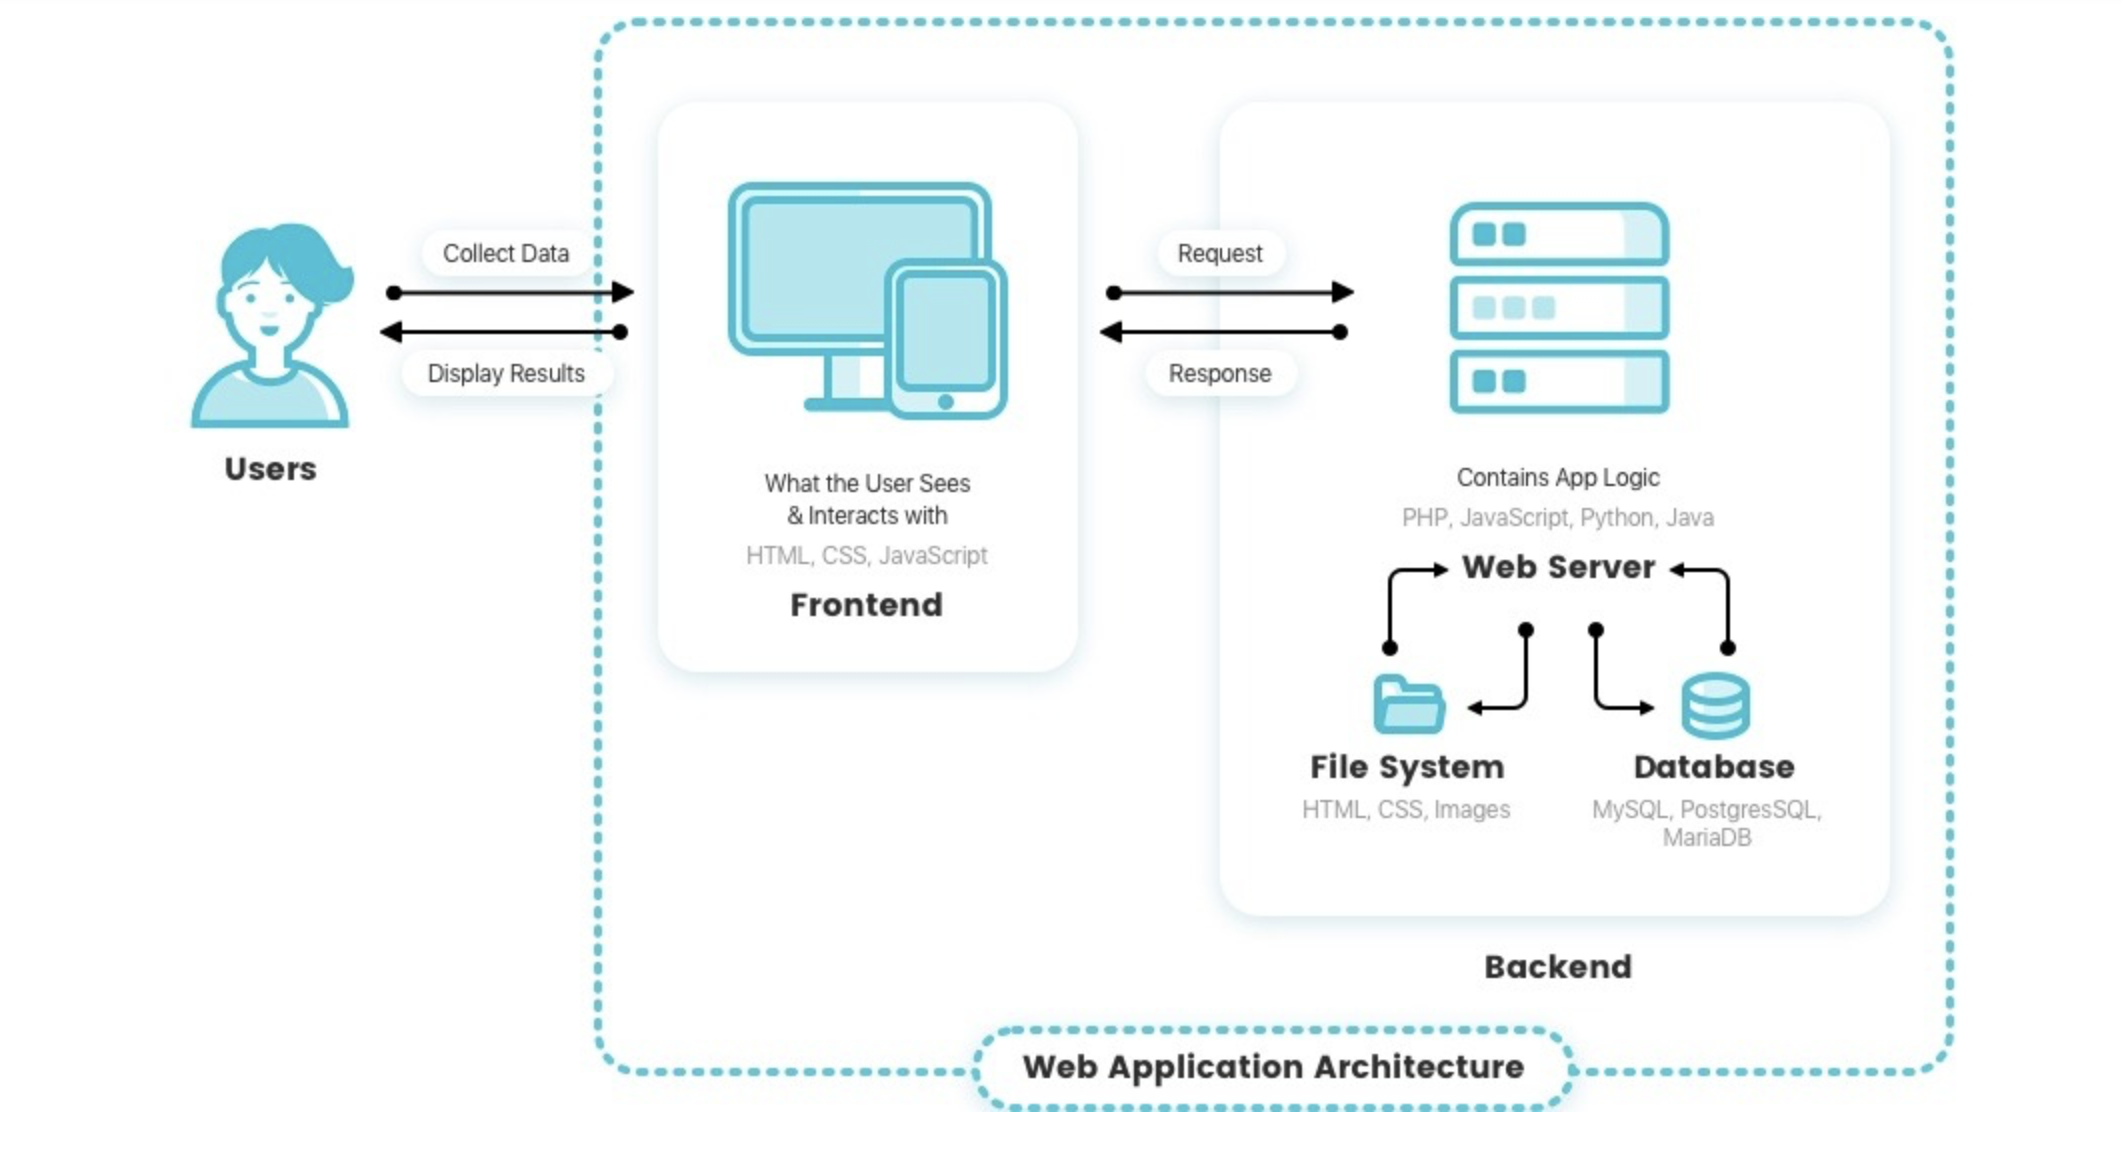 Collect Data
Display Results
Users
What the User Sees
& Interacts with
HTML, CSS, JavaScript
Frontend
Request
Response
Contains App Logic
PHP, JavaScript, Python, Java
Web Server
File System
HTML, CSS, Images
Database
MySQL, PostgresSQL,
MariaDB
Backend
Web Application Architecture